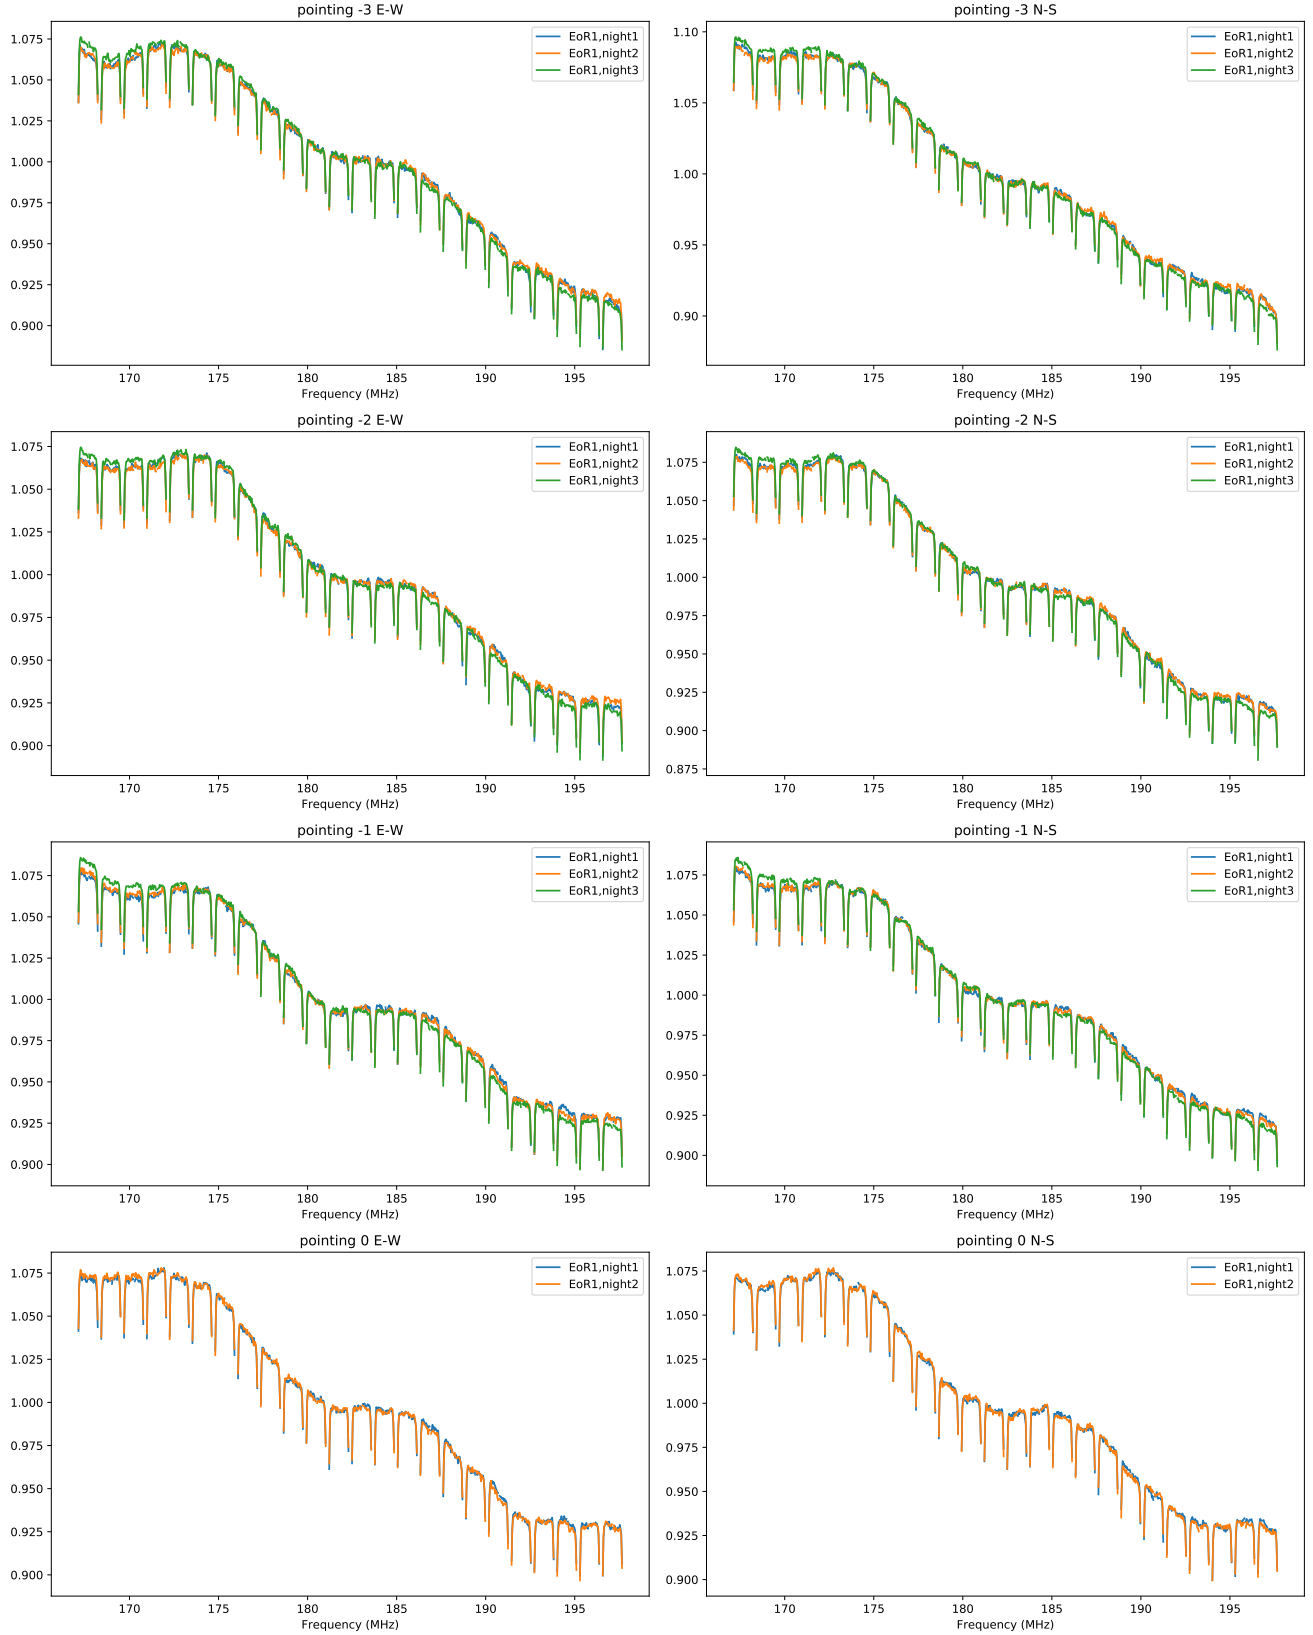 pointing -3 E-W
EoR1,night1
EoR1,night2
EoR1,night3
1.075
1.050
1.025
1.000
0.975
0.950
0.925
0.900
170 175 180 185 190 195
Frequency (MHz)
pointing -3 N-S
EoR1,night1
EoR1,night2
EoR1,night3
1.10
1.05
1.00
0.95
0.90
170 175 180 185 190 195
Frequency (MHz)
pointing -2 E-W
EoR1,night1
EoR1,night2
EoR1,night3
1.075
1.050
1.025
1.000
0.975
0.950
0.925
0.900
170 175 180 185 190 195
Frequency (MHz)
pointing -2 N-S
EoR1,night1
EoR1,night2
EoR1,night3
1.075
1.050
1.025
1.000
0.975
0.950
0.925
0.900
0.875
170 175 180 185 190 195
Frequency (MHz)
pointing -1 E-W
EoR1,night1
EoR1,night2
EoR1,night3
1.075
1.050
1.025
1.000
0.975
0.950
0.925
0.900
170 175 180 185 190 195
Frequency (MHz)
pointing -1 N-S
EoR1,night1
EoR1,night2
EoR1,night3
1.075
1.050
1.025
1.000
0.975
0.950
0.925
0.900
170 175 180 185 190 195
Frequency (MHz)
pointing 0 E-W
EoR1,night1
EoR1,night2
1.075
1.050
1.025
1.000
0.975
0.950
0.925
0.900
170 175 180 185 190 195
Frequency (MHz)
pointing 0 N-S
EoR1,night1
EoR1,night2
1.075
1.050
1.025
1.000
0.975
0.950
0.925
0.900
170 175 180 185 190 195
Frequency (MHz)